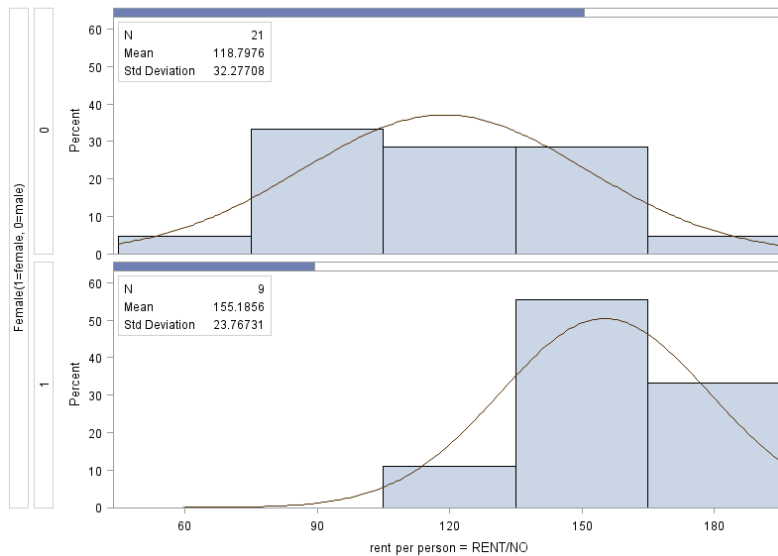 Female(1=female, 0=male)
0
Percent
60
50
40
30
20
10
0
N 21
Mean 118.7976
Std Deviation 32.27708
1
Percent
60
50
40
30
20
10
0
N 9
Mean 155.1856
Std Deviation 23.76731
60 90 120 150 180
rent per person = RENT/NO